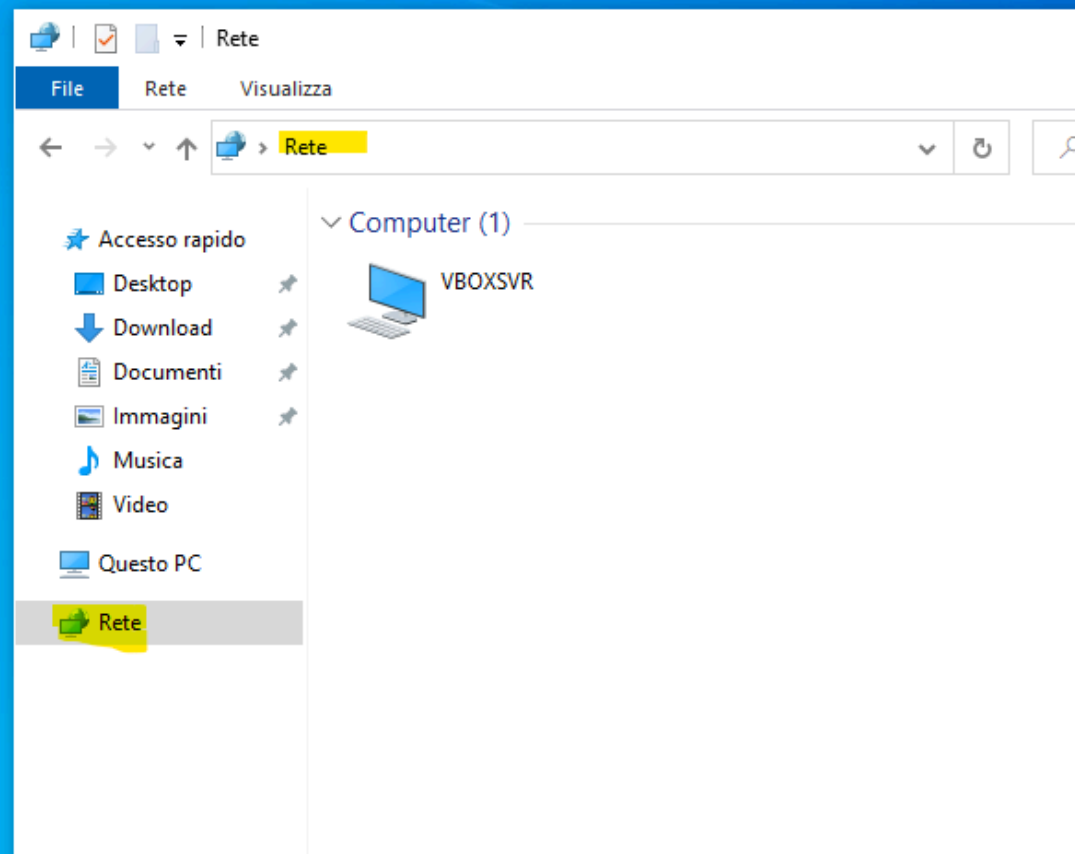 Rete
File Rete Visualizza
Rete
Accesso rapido
Desktop
Download
Documenti
Immagini
Musica
Video
Questo PC
Rete
Computer (1)
VBOXSVR